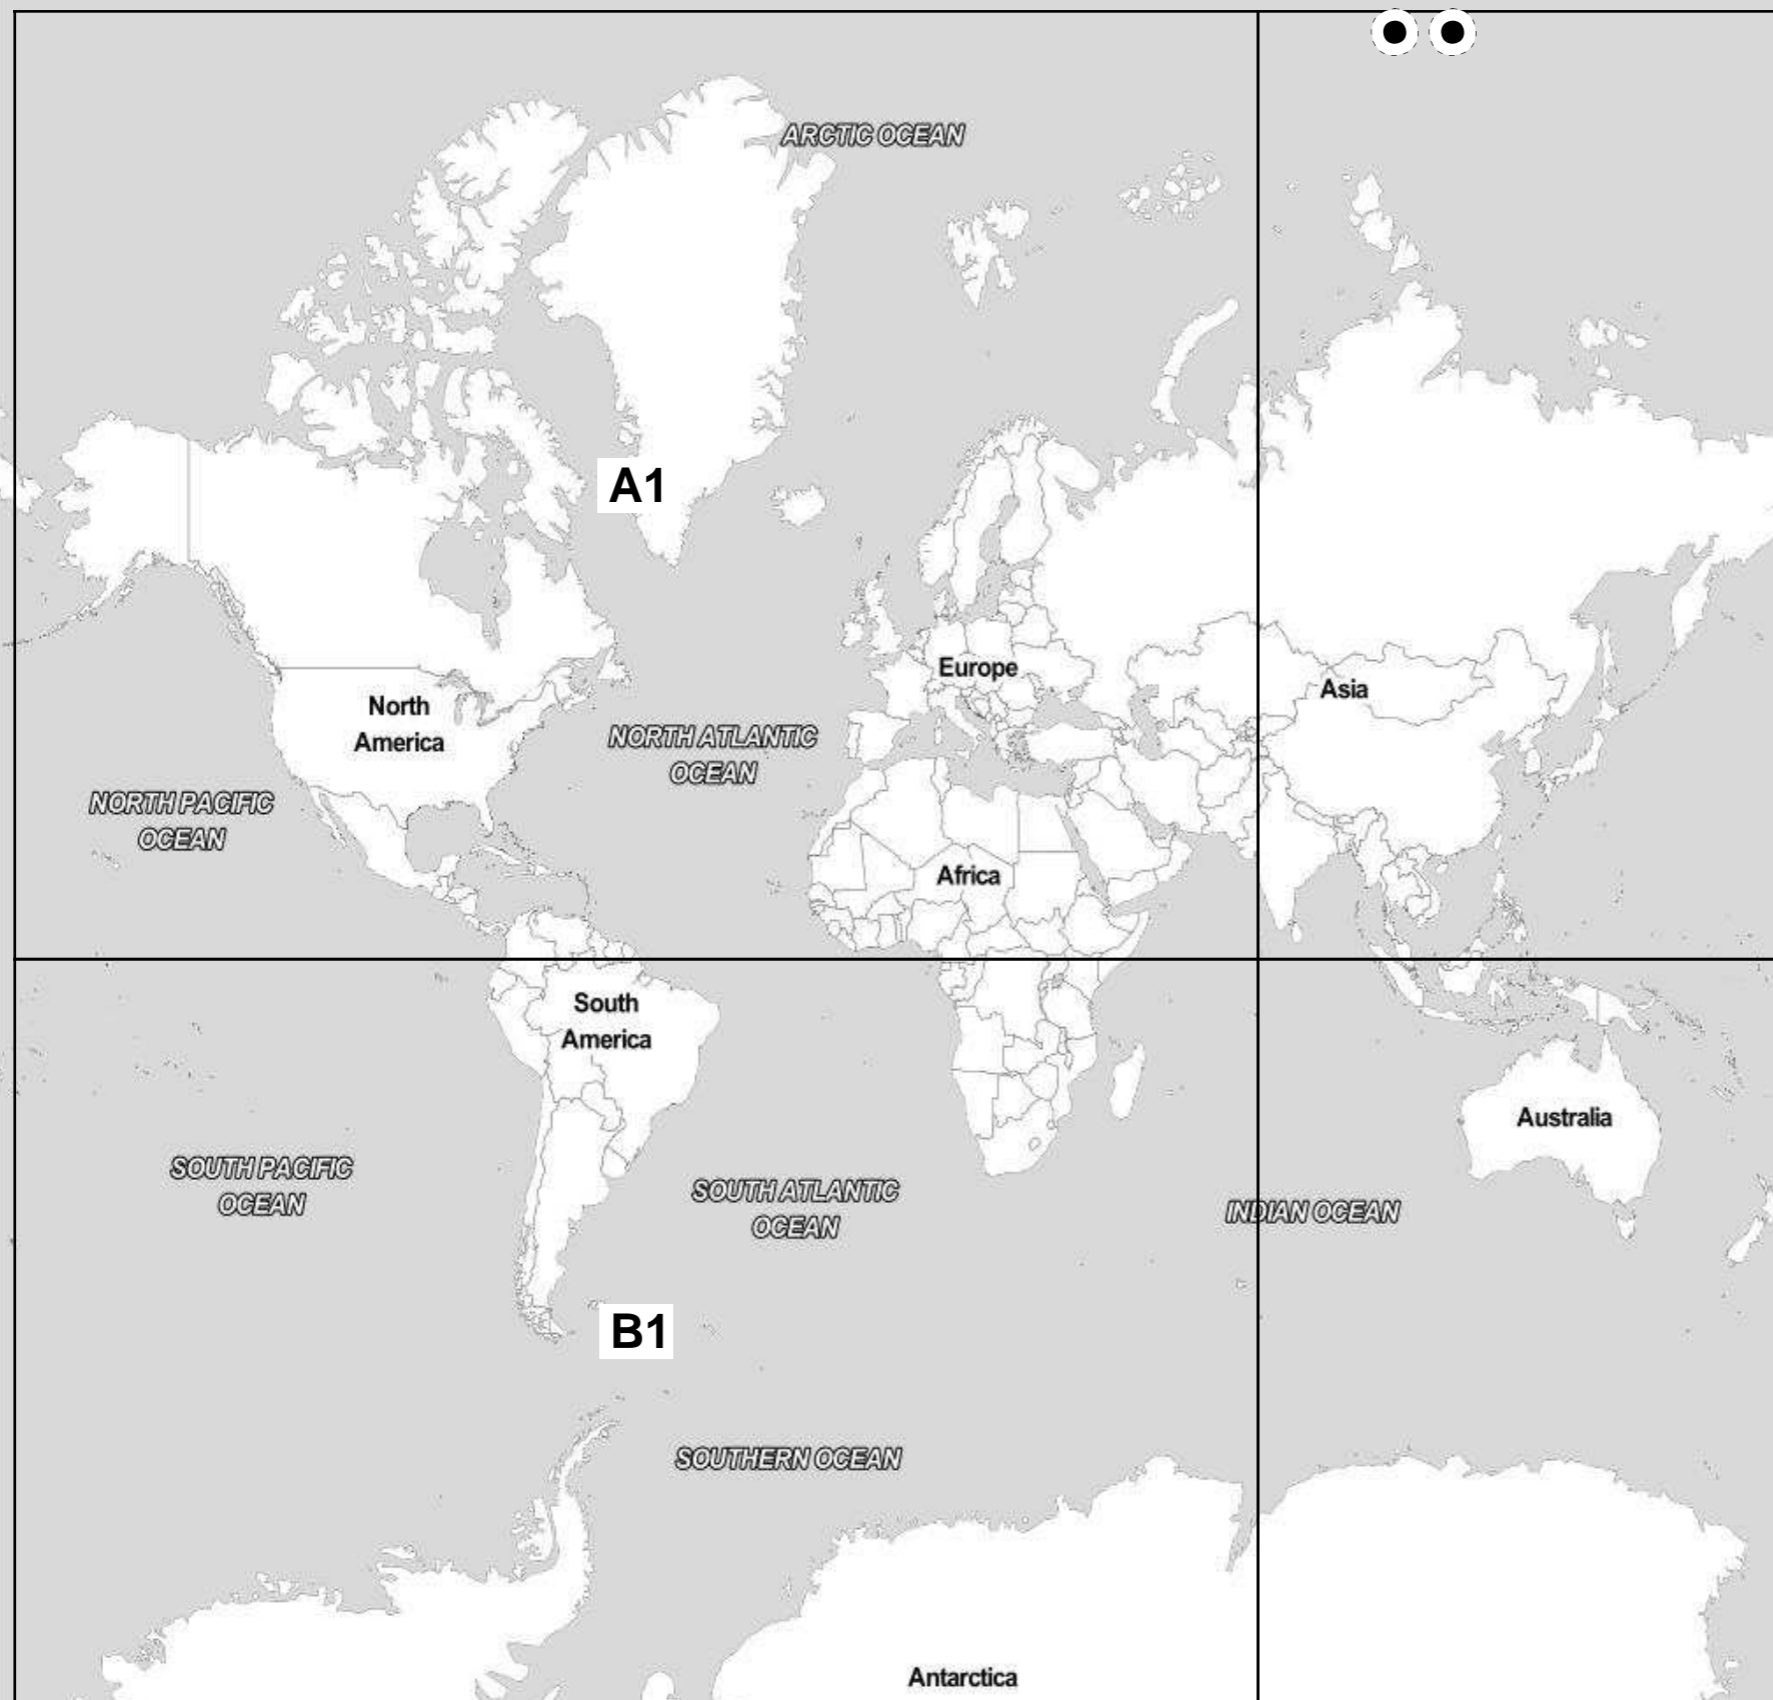 ARCTIC OCEAN
A1
Europe
Asia
North
America
NORTH ATLANTIC
OCEAN
NORTH PACIFIC
OCEAN
Africa
South
America
Australia
SOUTH PACIFIC
OCEAN
SOUTH ATLANTIC
OCEAN
INDIAN OCEAN
B1
SOUTHERN OCEAN
Antarctica